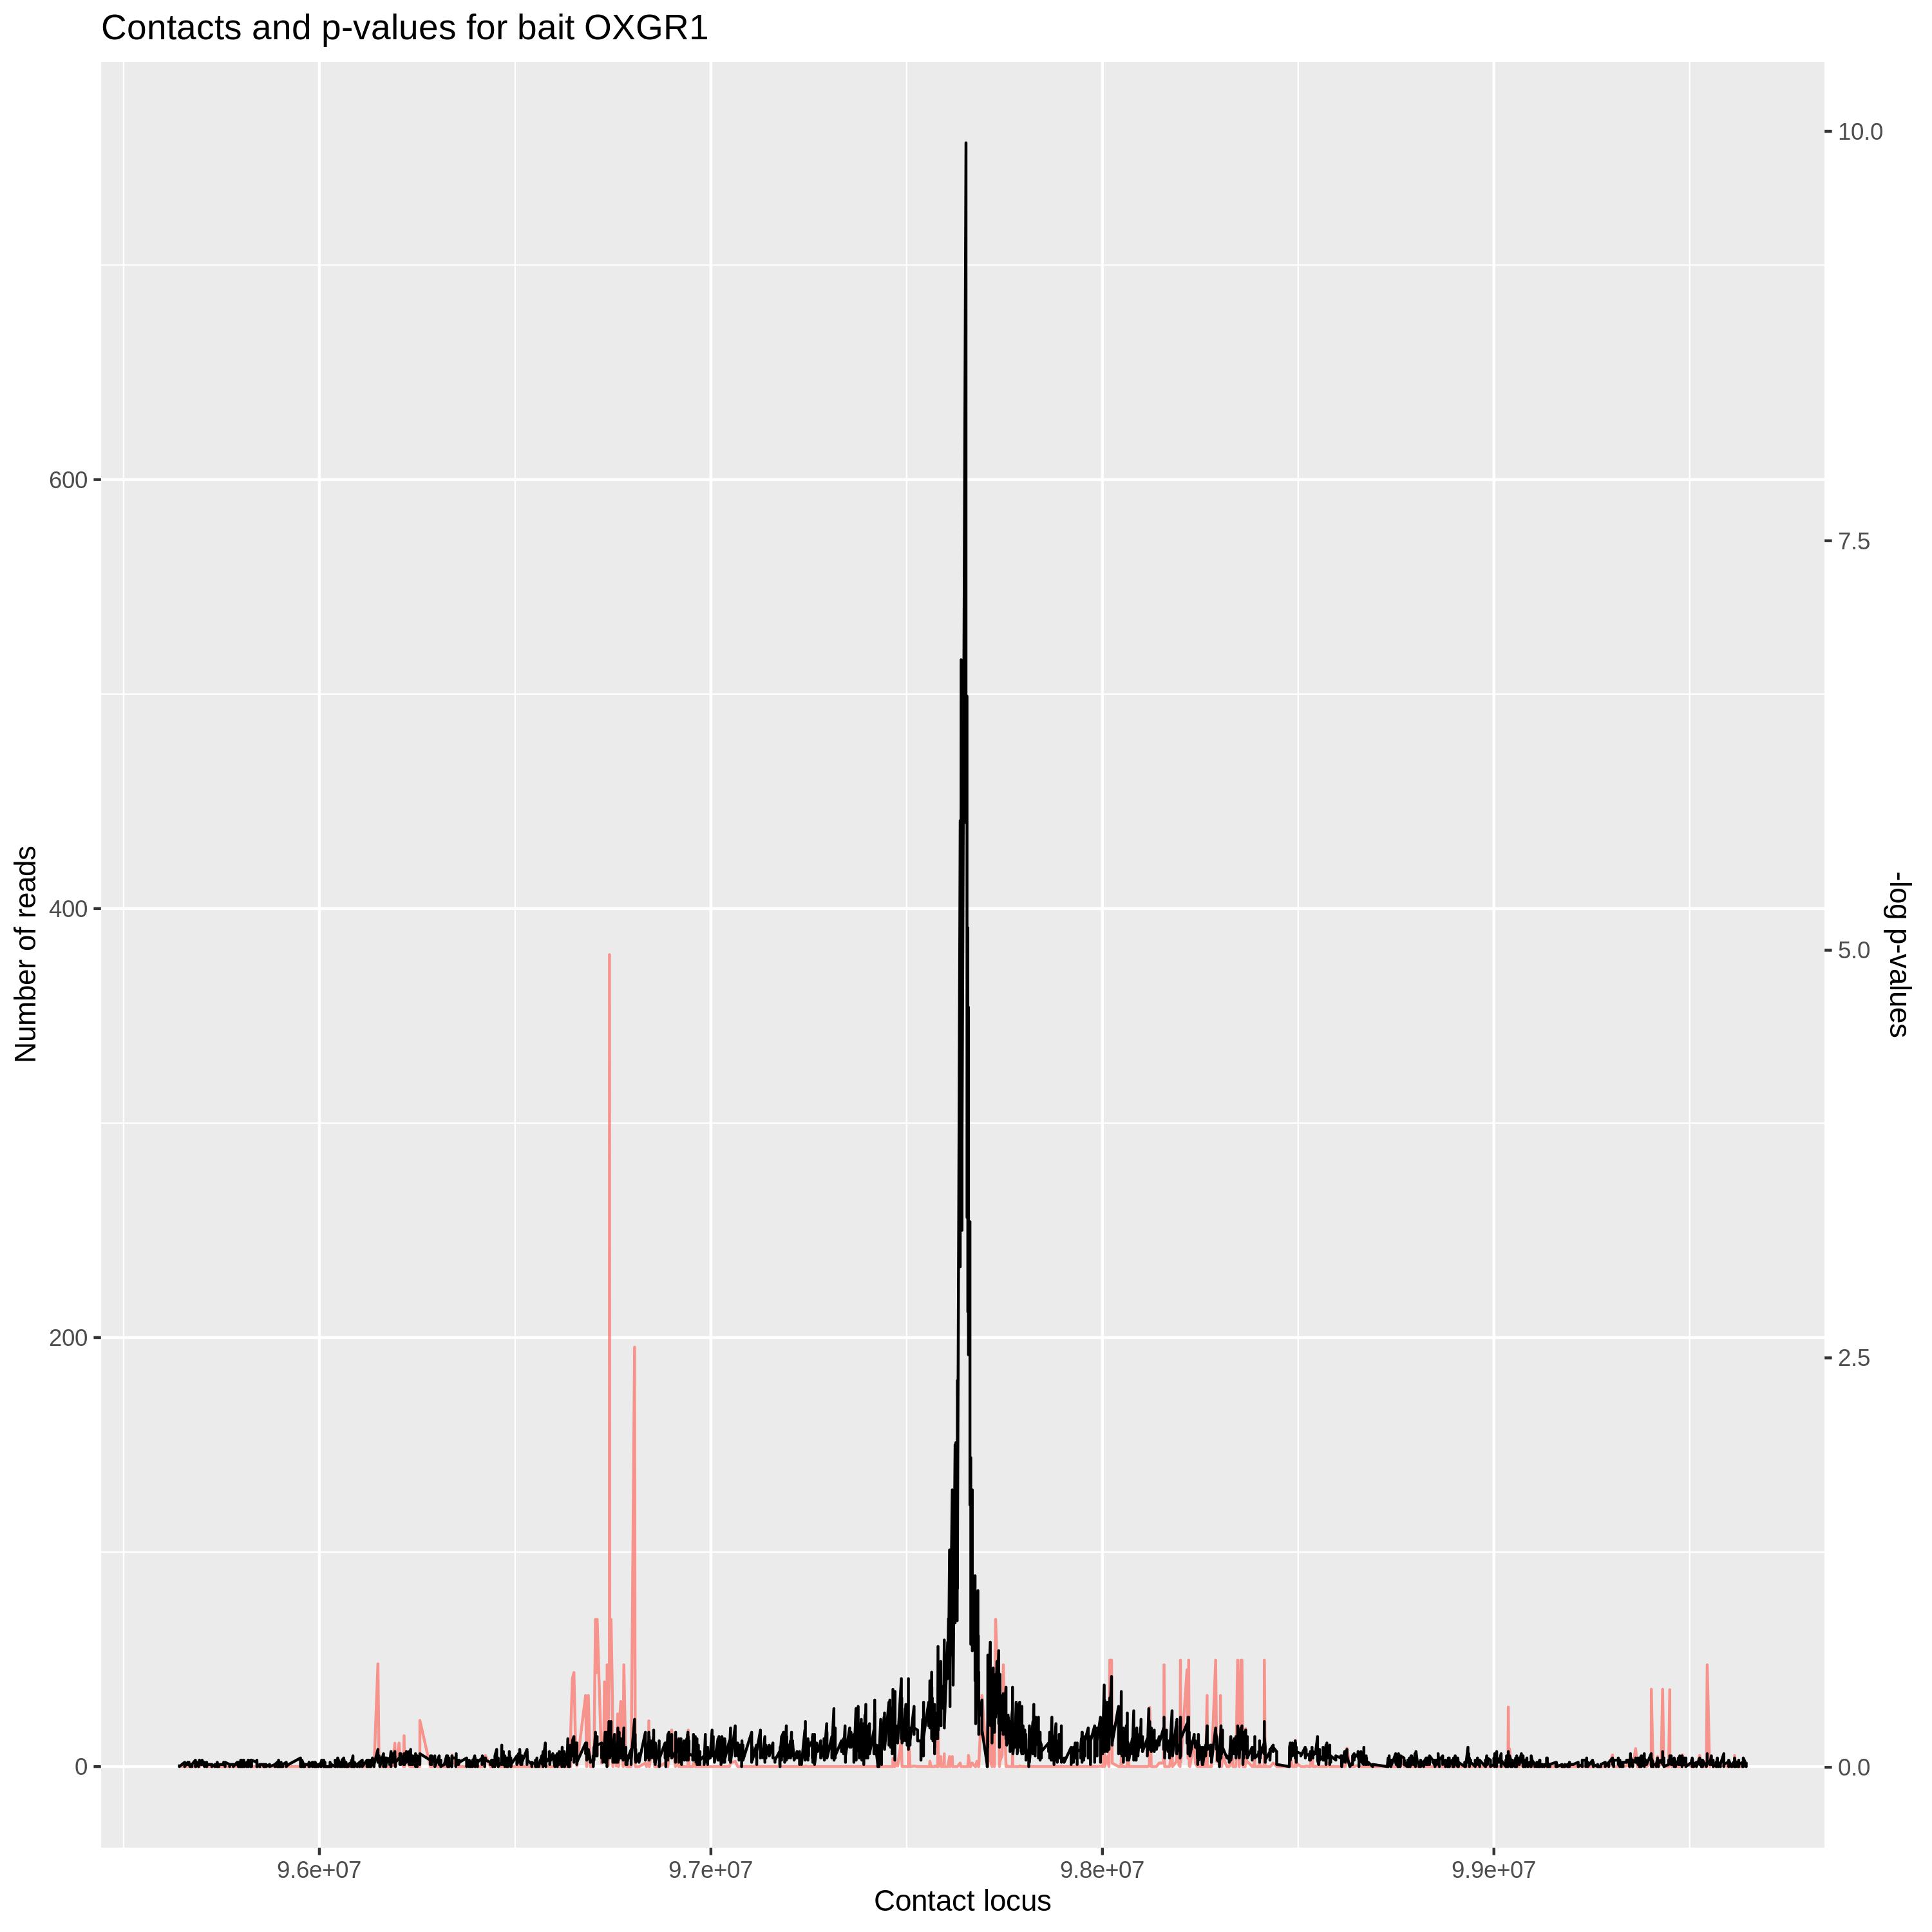 Contacts and p-values for bait OXGR1
10.0
7.5
5.0
2.5
0.0
600
400
200
0
Number of reads
-log p-values
9.6e+07 9.7e+07 9.8e+07 9.9e+07
Contact locus